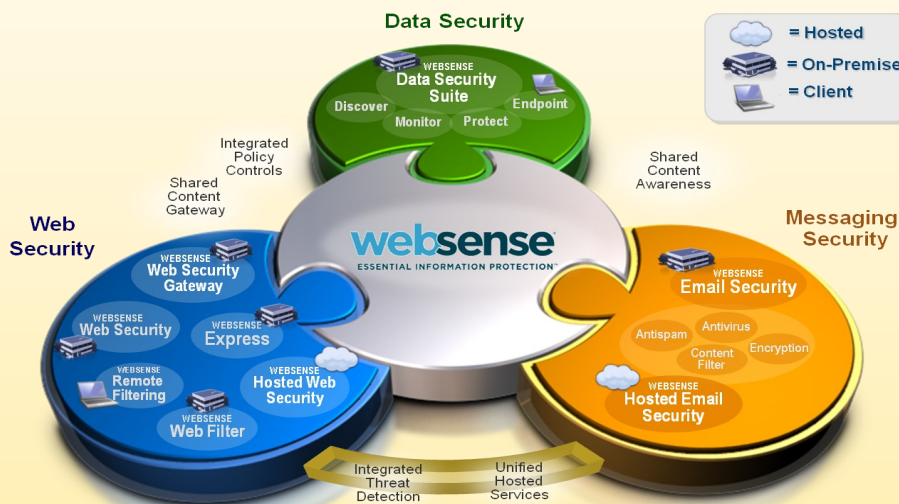 Data Security
= Hosted
= On-Premise
= Client
WEBSENSE
Data Security
Suite
Discover
Monitor
Protect
Endpoint
Integrated
Policy
Controls
Shared
Content
Gateway
Shared
Content
Awareness
Web
Security
Messaging
Security
websense
ESSENTIAL INFORMATION PROTECTION™
WEBSENSE
Web Security
Gateway
WEBSENSE
Web Security
WEBSENSE
Express
WEBSENSE
Remote
Filtering
WEBSENSE
Hosted Web
Security
WEBSENSE
Web Filter
WEBSENSE
Email Security
Antispam
Antivirus
Content
Filter
Encryption
WEBSENSE
Hosted Email
Security
Integrated
Threat
Detection
Unified
Hosted
Services